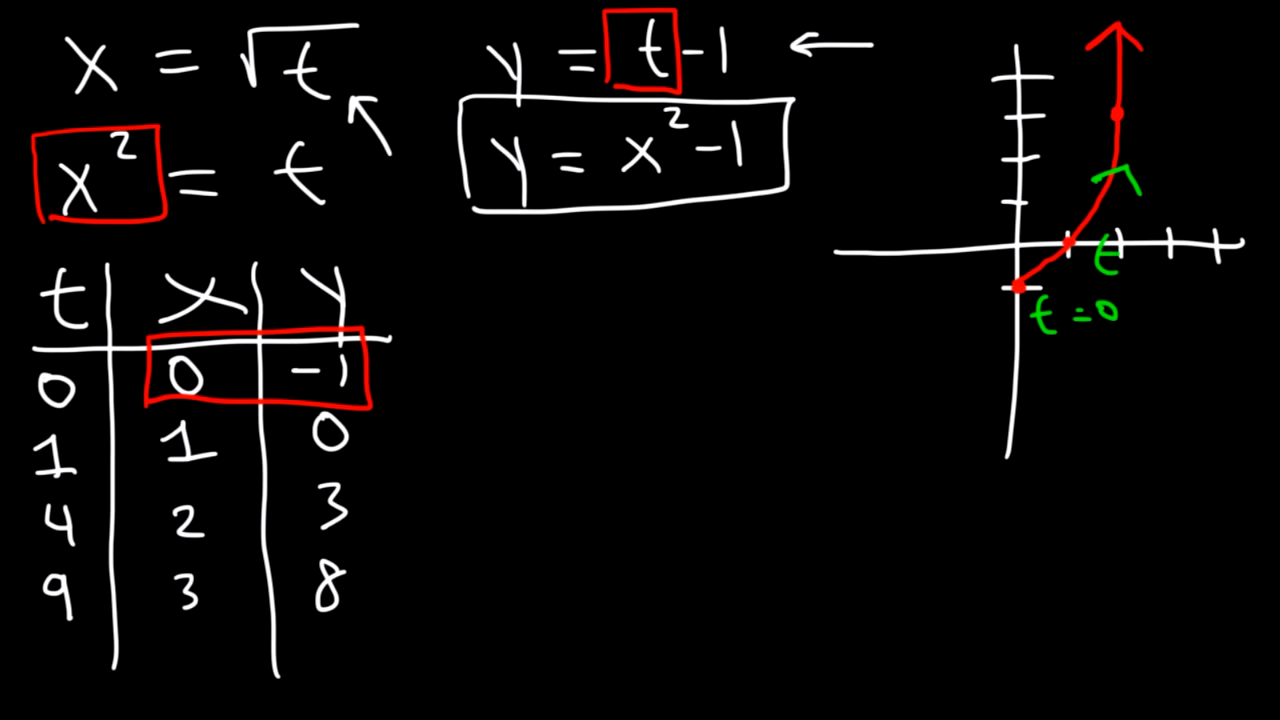 x = √t
y = t - 1
x² = t
y = x² - 1
t x y
0 0 -1
1 1 0
4 2 3
9 3 8
t
t = 0